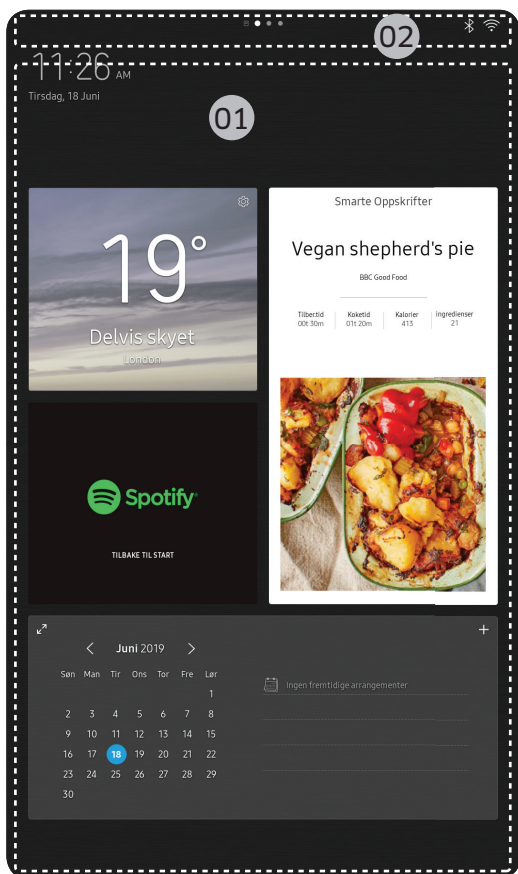 02
11:26 AM
Tirsdag, 18 Juni
01
19°
Delvis skyet
London
Smarte Oppskrifter
Vegan shepherd's pie
BBC Good Food
Tilber.tid Koketid Kalorier ingredienser
00t 30m 01t 20m 413 21
Spotify
TILBAKE TIL START
Juni 2019
Søn Man Tir Ons Tor Fre Lør
1
2 3 4 5 6 7 8
9 10 11 12 13 14 15
16 17 18 19 20 21 22
23 24 25 26 27 28 29
30
Ingen fremtidige arrangementer